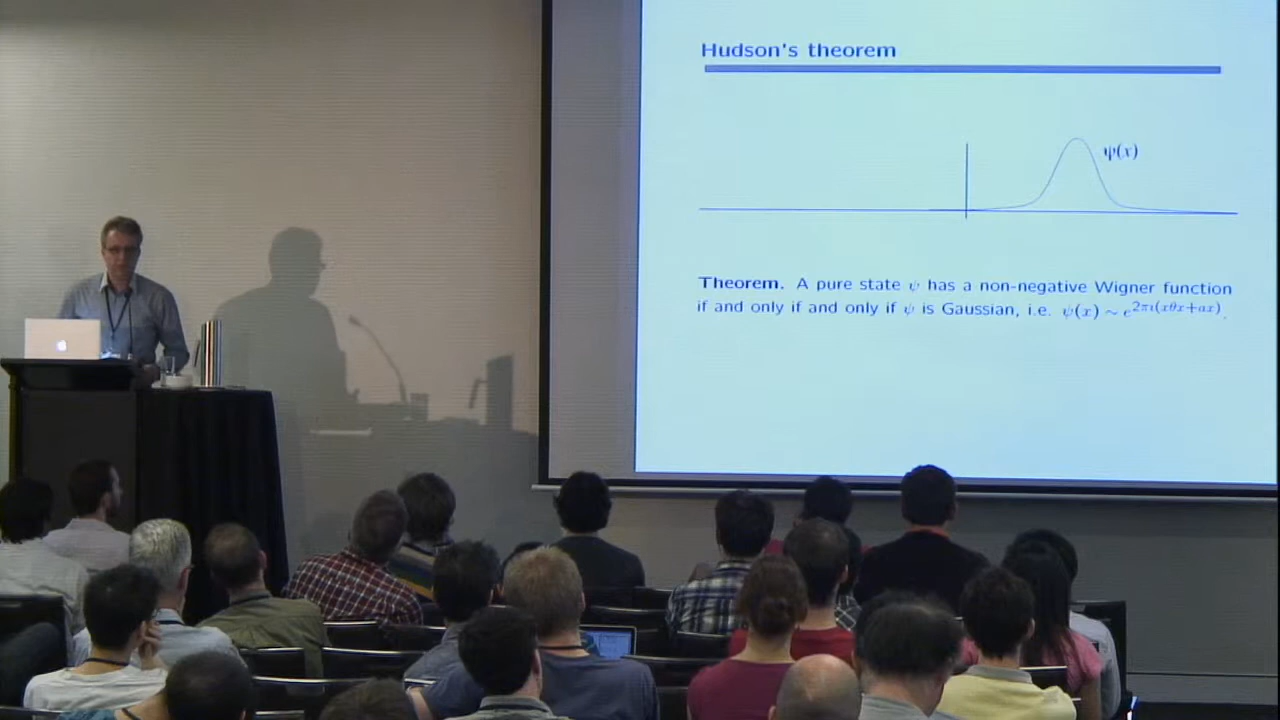 Hudson's theorem
ψ(x)
Theorem. A pure state ψ has a non-negative Wigner function
if and only if and only if ψ is Gaussian, i.e. ψ(x) ∼ e^{2πi(xθx+ax)}.